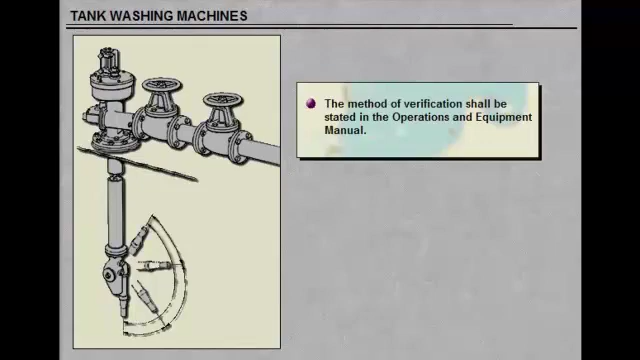 TANK WASHING MACHINES
The method of verification shall be
stated in the Operations and Equipment
Manual.